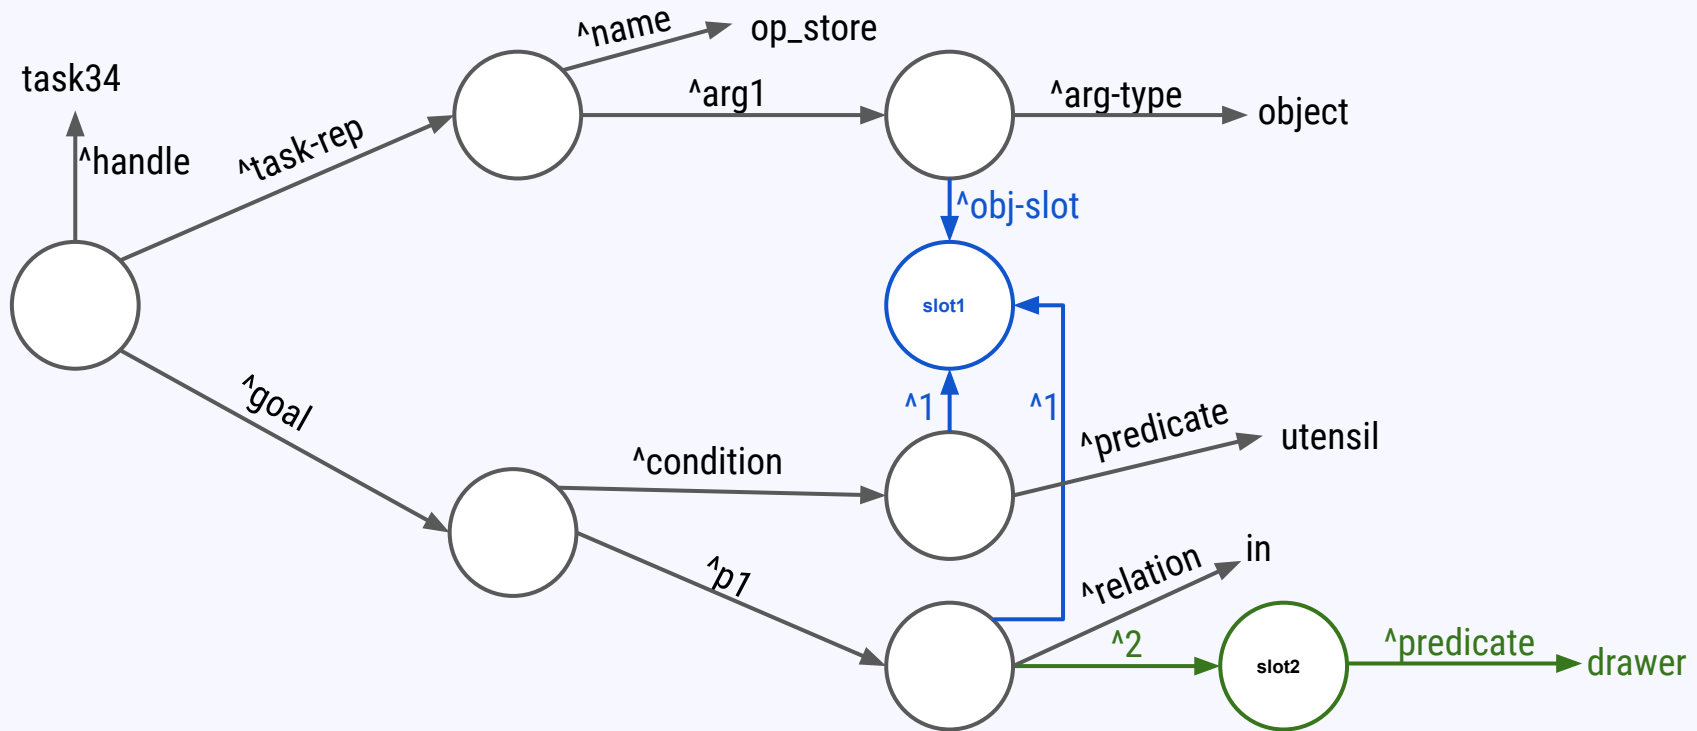 ^name
op_store
task34
^arg1
^arg-type
object
^task-rep
^handle
^obj-slot
slot1
^goal
^1
^1
^predicate
utensil
^condition
^p1
^relation
in
^2
slot2
^predicate
drawer